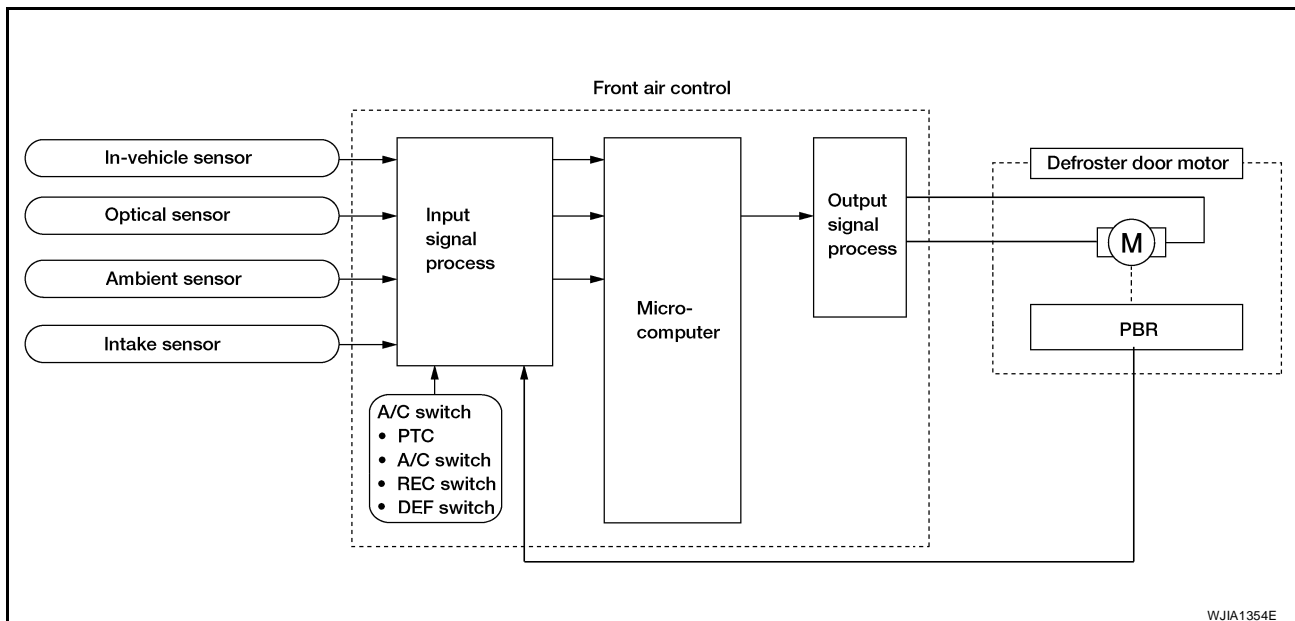 Front air control
In-vehicle sensor
Optical sensor
Ambient sensor
Intake sensor
Input
signal
process
A/C switch
• PTC
• A/C switch
• REC switch
• DEF switch
Micro-
computer
Output
signal
process
Defroster door motor
M
PBR
WJIA1354E